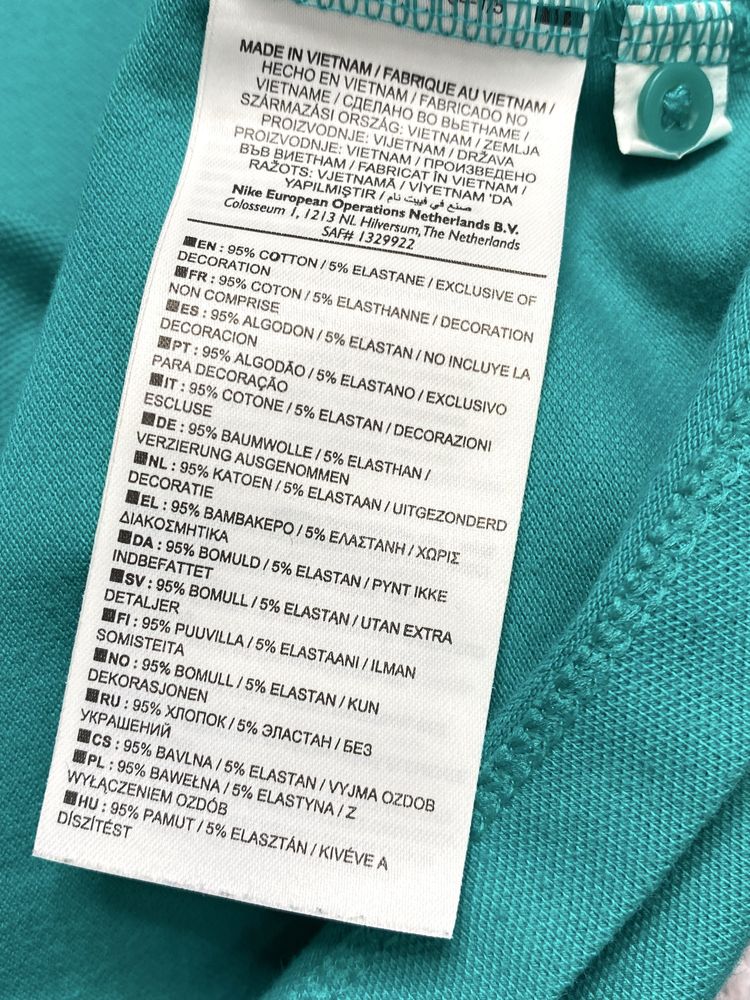 MADE IN VIETNAM / FABRIQUE AU VIETNAM /
HECHO EN VIETNAM / FABRICADO NO
VIETNAME / СДЕЛАНО ВО ВЬЕТНАМЕ /
SZÁRMAZÁSI ORSZÁG: VIETNAM / ZEMLJA
PROIZVODNJE: VIJETNAM / DRŽAVA
PROIZVODNJE: VIETNAM / ПРОИЗВЕДЕНО
ВЪВ ВИЕТНАМ / FABRICAT ÎN VIETNAM /
RAŽOTS: VJETNAMĀ / VİYETNAM 'DA
YAPILMIŞTIR / صنع في فييت نام
Nike European Operations Netherlands B.V.
Colosseum 1, 1213 NL Hilversum, The Netherlands
SAF# 1329922
EN : 95% COTTON / 5% ELASTANE / EXCLUSIVE OF
DECORATION
FR : 95% COTON / 5% ELASTHANNE / DECORATION
NON COMPRISE
ES : 95% ALGODON / 5% ELASTAN / NO INCLUYE LA
DECORACION
PT : 95% ALGODÃO / 5% ELASTANO / EXCLUSIVO
PARA DECORAÇÃO
IT : 95% COTONE / 5% ELASTAN / DECORAZIONI
ESCLUSE
DE : 95% BAUMWOLLE / 5% ELASTHAN /
VERZIERUNG AUSGENOMMEN
NL : 95% KATOEN / 5% ELASTAAN / UITGEZONDERD
DECORATIE
EL : 95% ΒΑΜΒΑΚΕΡΟ / 5% ΕΛΑΣΤΑΝΗ / ΧΩΡΙΣ
ΔΙΑΚΟΣΜΗΤΙΚΑ
DA : 95% BOMULD / 5% ELASTAN / PYNT IKKE
INDBEFATTET
SV : 95% BOMULL / 5% ELASTAN / UTAN EXTRA
DETALJER
FI : 95% PUUVILLA / 5% ELASTAANI / ILMAN
SOMISTEITA
NO : 95% BOMULL / 5% ELASTAN / KUN
DEKORASJONEN
RU : 95% ХЛОПОК / 5% ЭЛАСТАН / БЕЗ
УКРАШЕНИЙ
CS : 95% BAVLNA / 5% ELASTAN / VYJMA OZDOB
PL : 95% BAWEŁNA / 5% ELASTYNA / Z
WYŁĄCZENIEM OZDÓB
HU : 95% PAMUT / 5% ELASZTÁN / KIVÉVE A
DÍSZÍTÉST